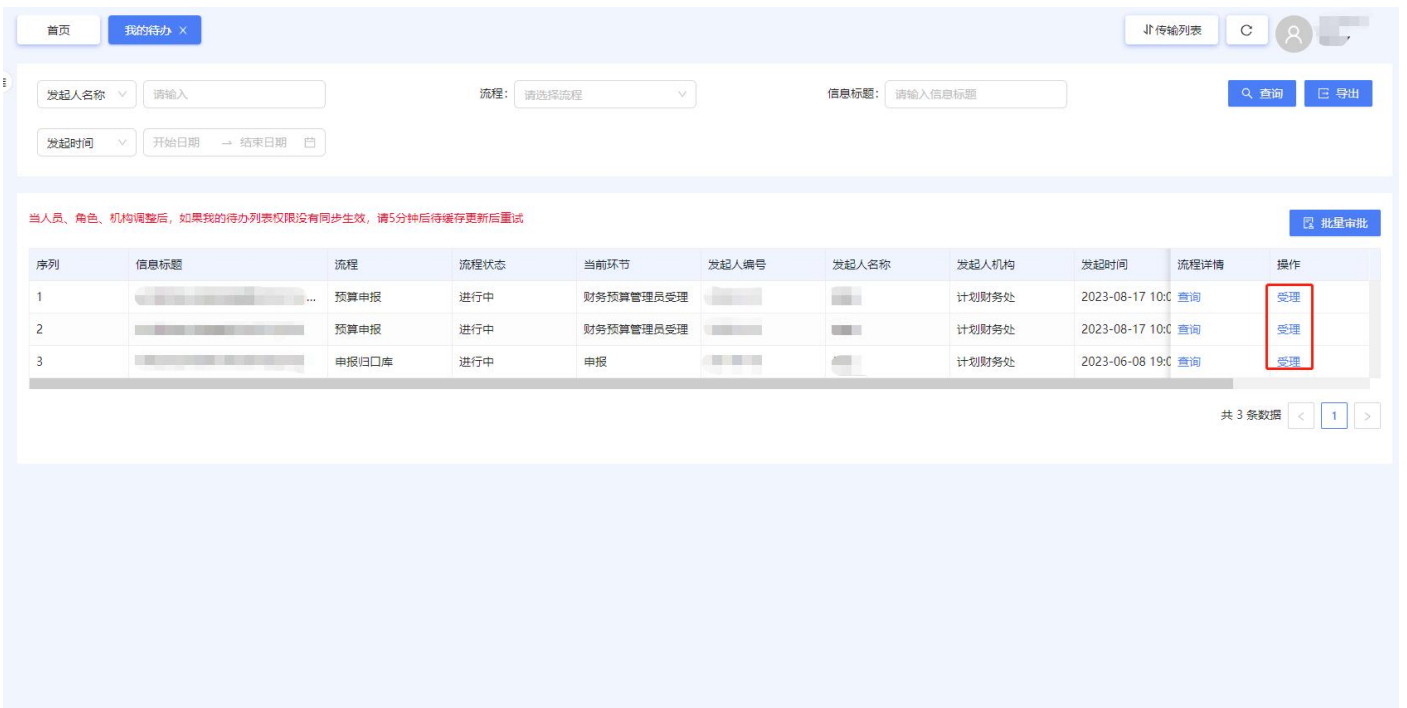 首页 我的待办 × 传输列表
发起人名称 请输入 流程： 请选择流程 信息标题： 请输入信息标题 查询 导出
发起时间 开始日期 → 结束日期
当人员、角色、机构调整后，如果我的待办列表权限没有同步生效，请5分钟后待缓存更新后重试
批量审批
序列 信息标题 流程 流程状态 当前环节 发起人编号 发起人名称 发起人机构 发起时间 流程详情 操作
1 ... 预算申报 进行中 财务预算管理员受理 计划财务处 2023-08-17 10:0 查询 受理
2 预算申报 进行中 财务预算管理员受理 计划财务处 2023-08-17 10:0 查询 受理
3 申报归口库 进行中 申报 计划财务处 2023-06-08 19:0 查询 受理
共 3 条数据 < 1 >